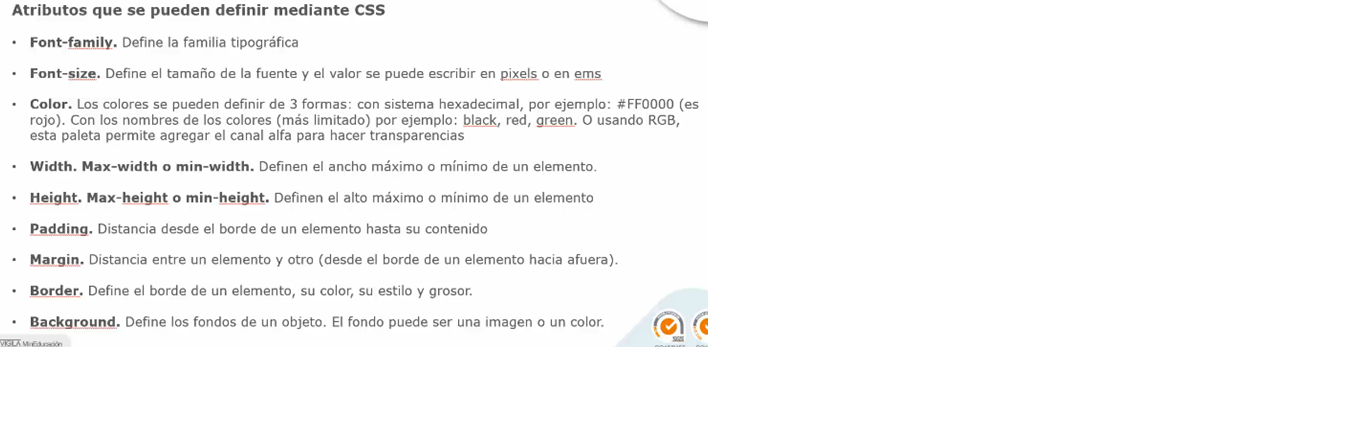 Atributos que se pueden definir mediante CSS
• Font-family. Define la familia tipográfica
• Font-size. Define el tamaño de la fuente y el valor se puede escribir en pixels o en ems
• Color. Los colores se pueden definir de 3 formas: con sistema hexadecimal, por ejemplo: #FF0000 (es
rojo). Con los nombres de los colores (más limitado) por ejemplo: black, red, green. O usando RGB,
esta paleta permite agregar el canal alfa para hacer transparencias
• Width. Max-width o min-width. Definen el ancho máximo o mínimo de un elemento.
• Height. Max-height o min-height. Definen el alto máximo o mínimo de un elemento
• Padding. Distancia desde el borde de un elemento hasta su contenido
• Margin. Distancia entre un elemento y otro (desde el borde de un elemento hacia afuera).
• Border. Define el borde de un elemento, su color, su estilo y grosor.
• Background. Define los fondos de un objeto. El fondo puede ser una imagen o un color.
VIGILA MinEducación